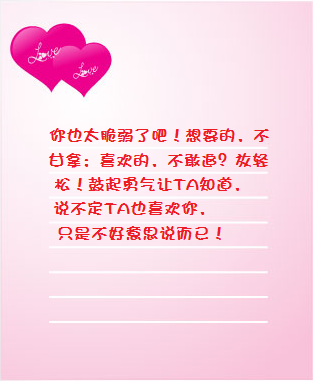 Love
Love
你也太脆弱了吧！想要的，不
甘拿；喜欢的，不敢追？放轻
松！鼓起勇气让TA知道，
说不定TA也喜欢你，
只是不好意思说而已！